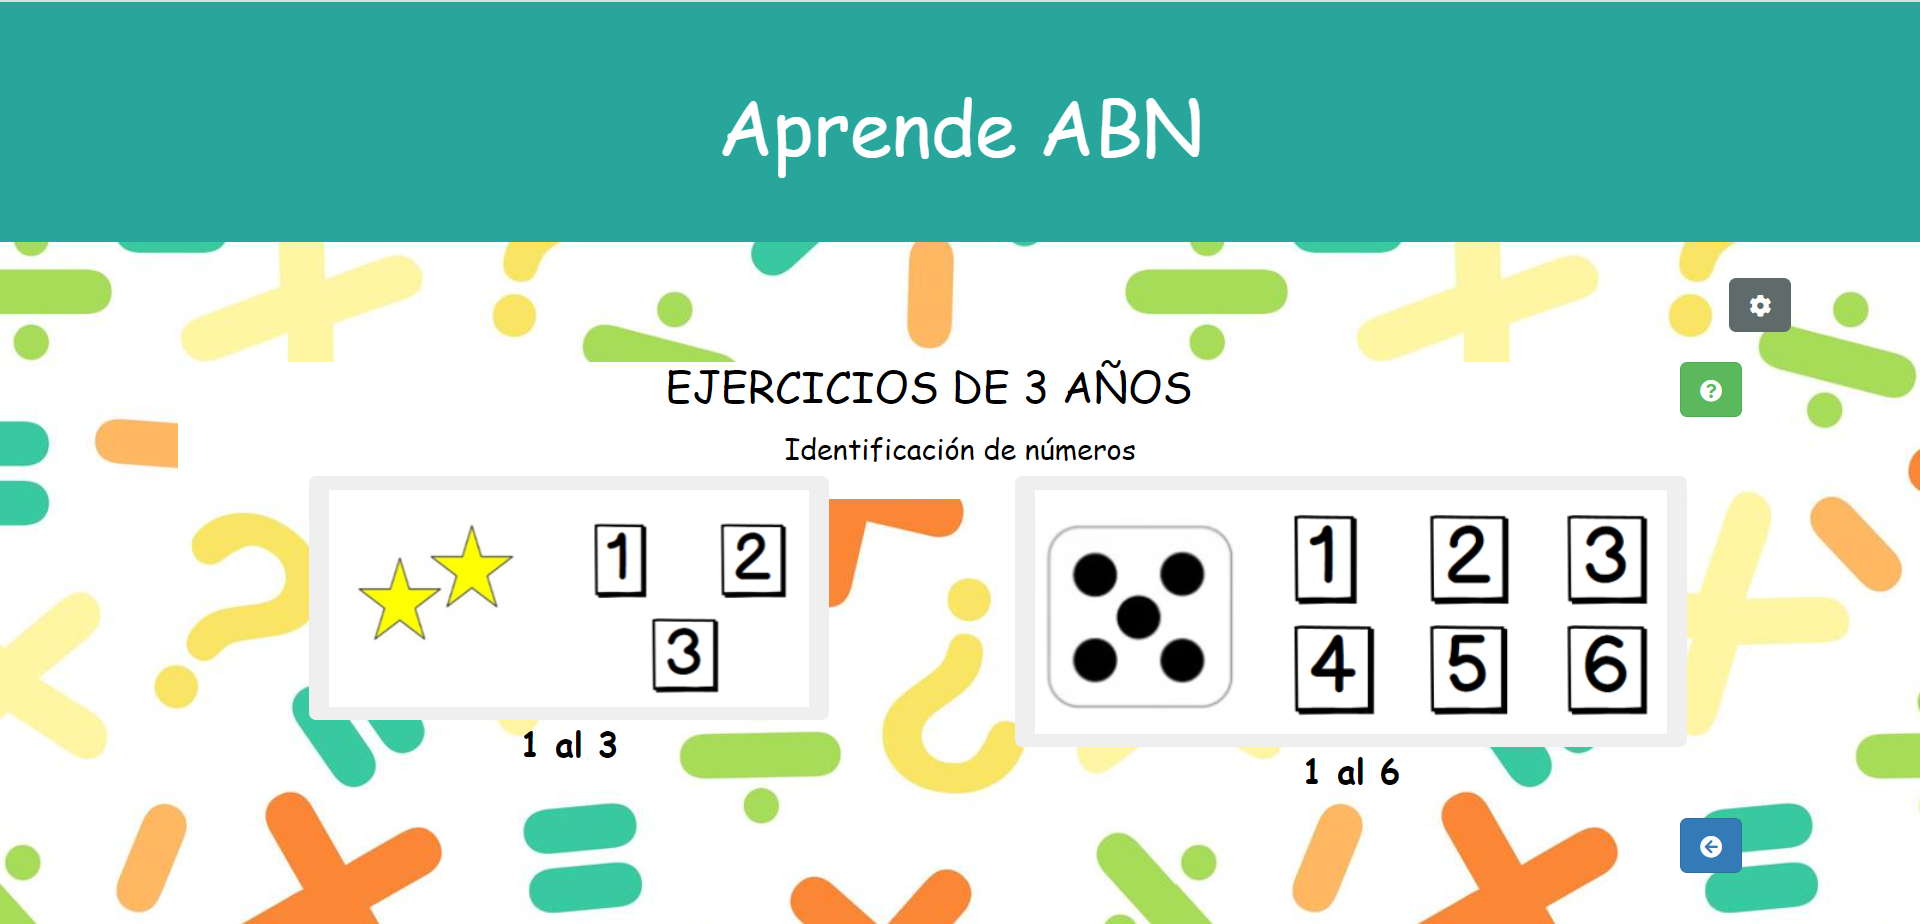 Aprende ABN
EJERCICIOS DE 3 AÑOS
Identificación de números
1 2
3
1 al 3
1 2 3
4 5 6
1 al 6